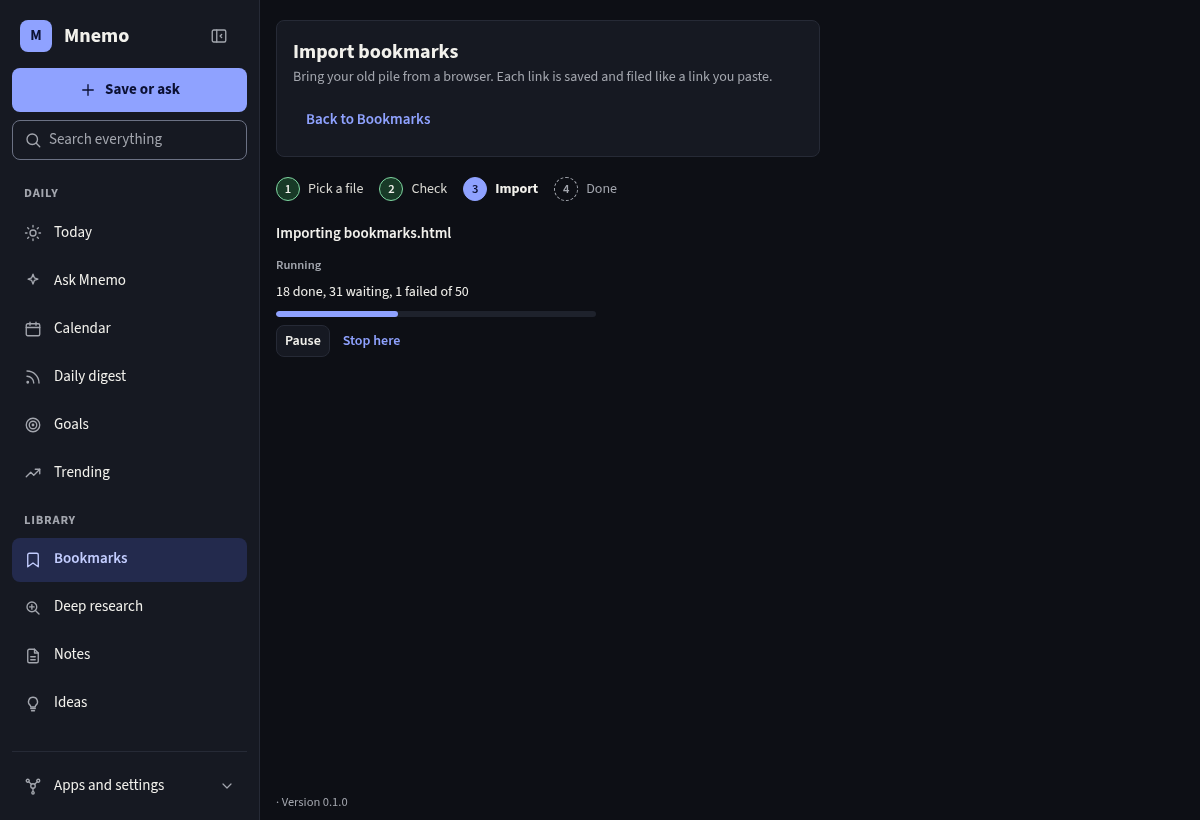 M Mnemo
Save or ask
Search everything
DAILY
Today
Ask Mnemo
Calendar
Daily digest
Goals
Trending
LIBRARY
Bookmarks
Deep research
Notes
Ideas
Apps and settings
Import bookmarks
Bring your old pile from a browser. Each link is saved and filed like a link you paste.
Back to Bookmarks
1 Pick a file 2 Check 3 Import 4 Done
Importing bookmarks.html
Running
18 done, 31 waiting, 1 failed of 50
Pause Stop here
· Version 0.1.0